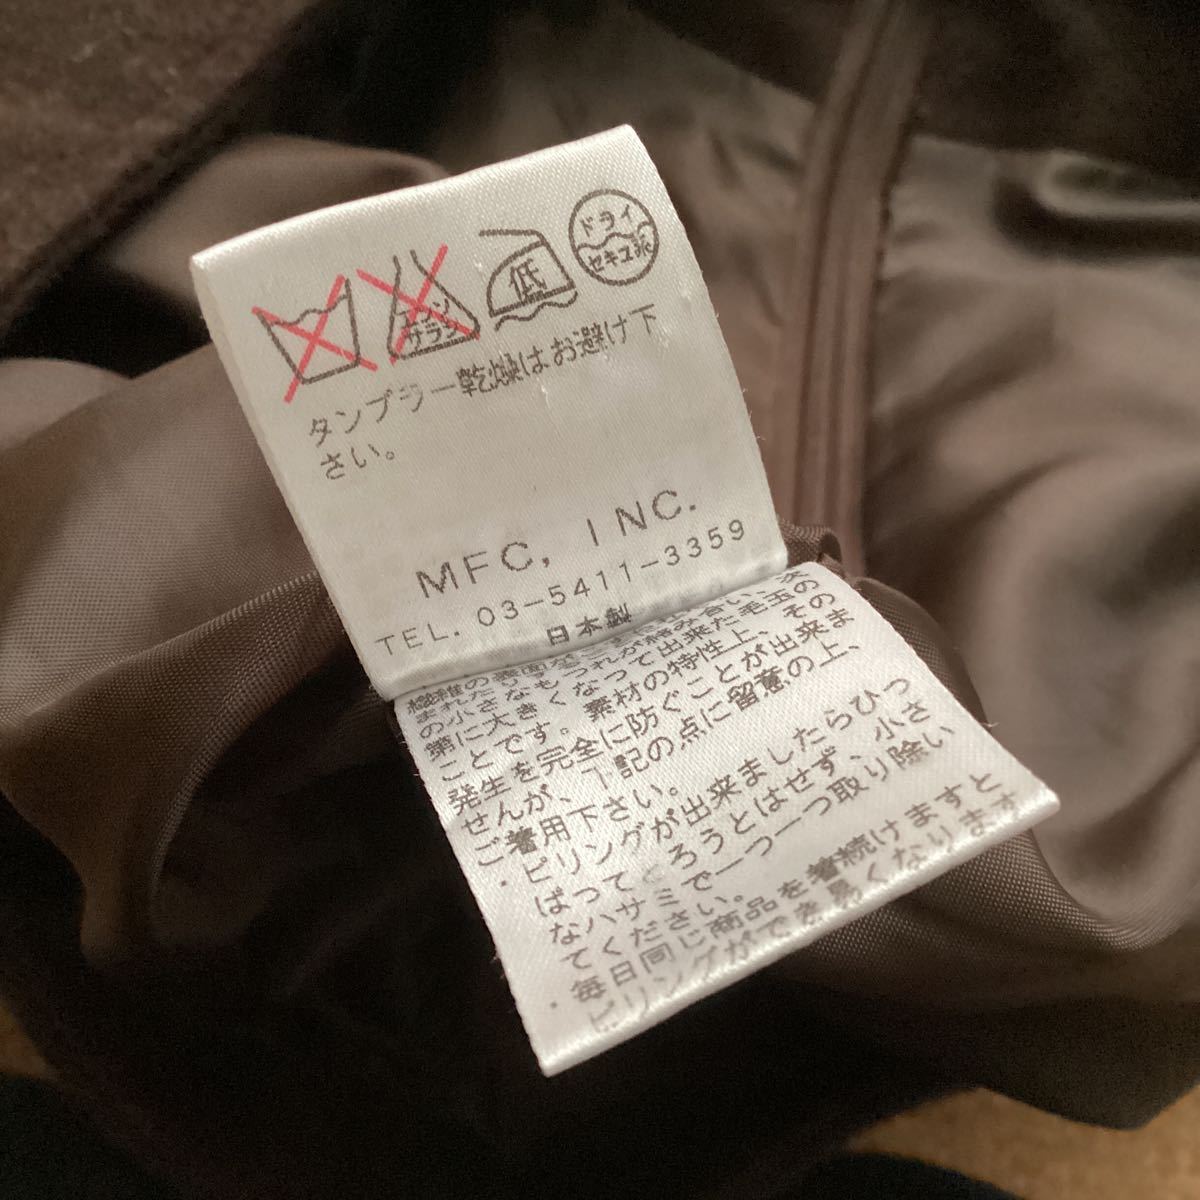 エンソ
サラシ
低
ドライ
セキユ系
タンブラー乾燥はお避け下
さい。
MFC, INC.
TEL. 03-5411-3359
日本製
の小さなもつれが絡み合い、次
第に大きくなって出来た毛玉の
ことです。素材の特性上、その
発生を完全に防ぐことが出来ま
せんが、下記の点に留意の上、
ご着用下さい。
・ピリングが出来ましたらひっ
ぱってとろうとはせず、小さ
なハサミで一つ一つ取り除い
てください。
・毎日同じ商品を着続けますと
ピリングができ易くなります